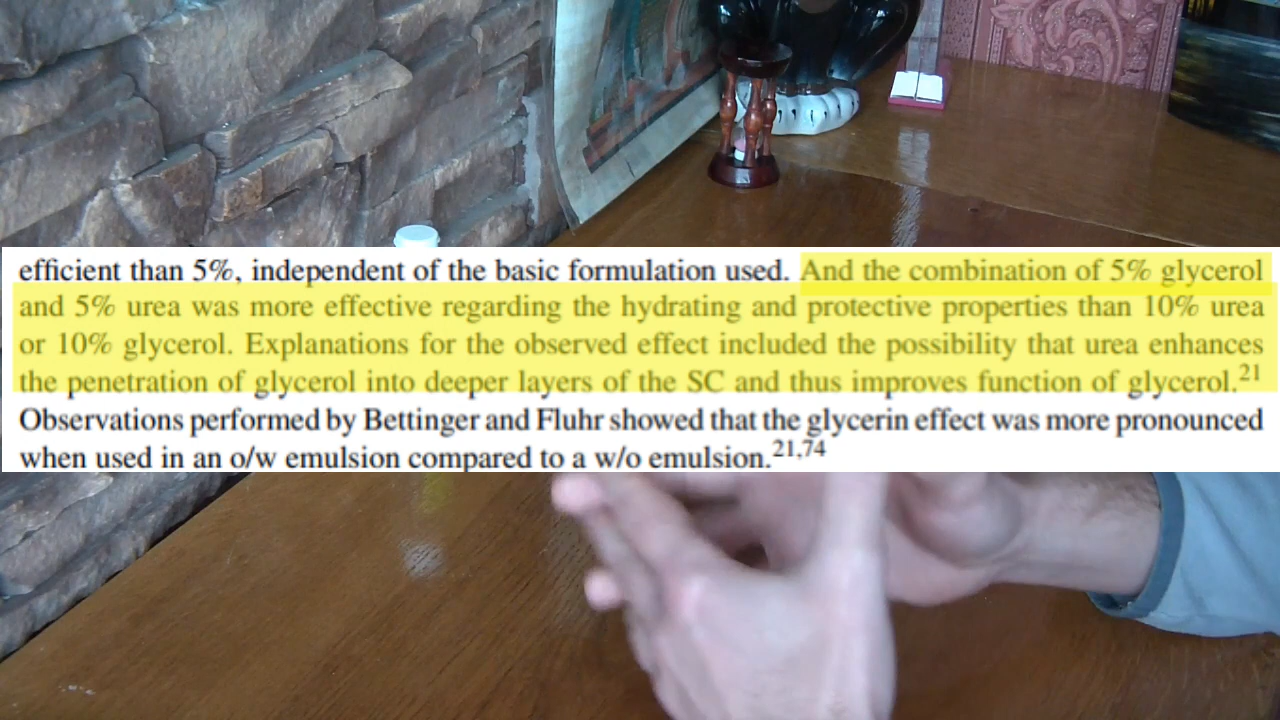 efficient than 5%, independent of the basic formulation used. And the combination of 5% glycerol
and 5% urea was more effective regarding the hydrating and protective properties than 10% urea
or 10% glycerol. Explanations for the observed effect included the possibility that urea enhances
the penetration of glycerol into deeper layers of the SC and thus improves function of glycerol.21
Observations performed by Bettinger and Fluhr showed that the glycerin effect was more pronounced
when used in an o/w emulsion compared to a w/o emulsion.21,74